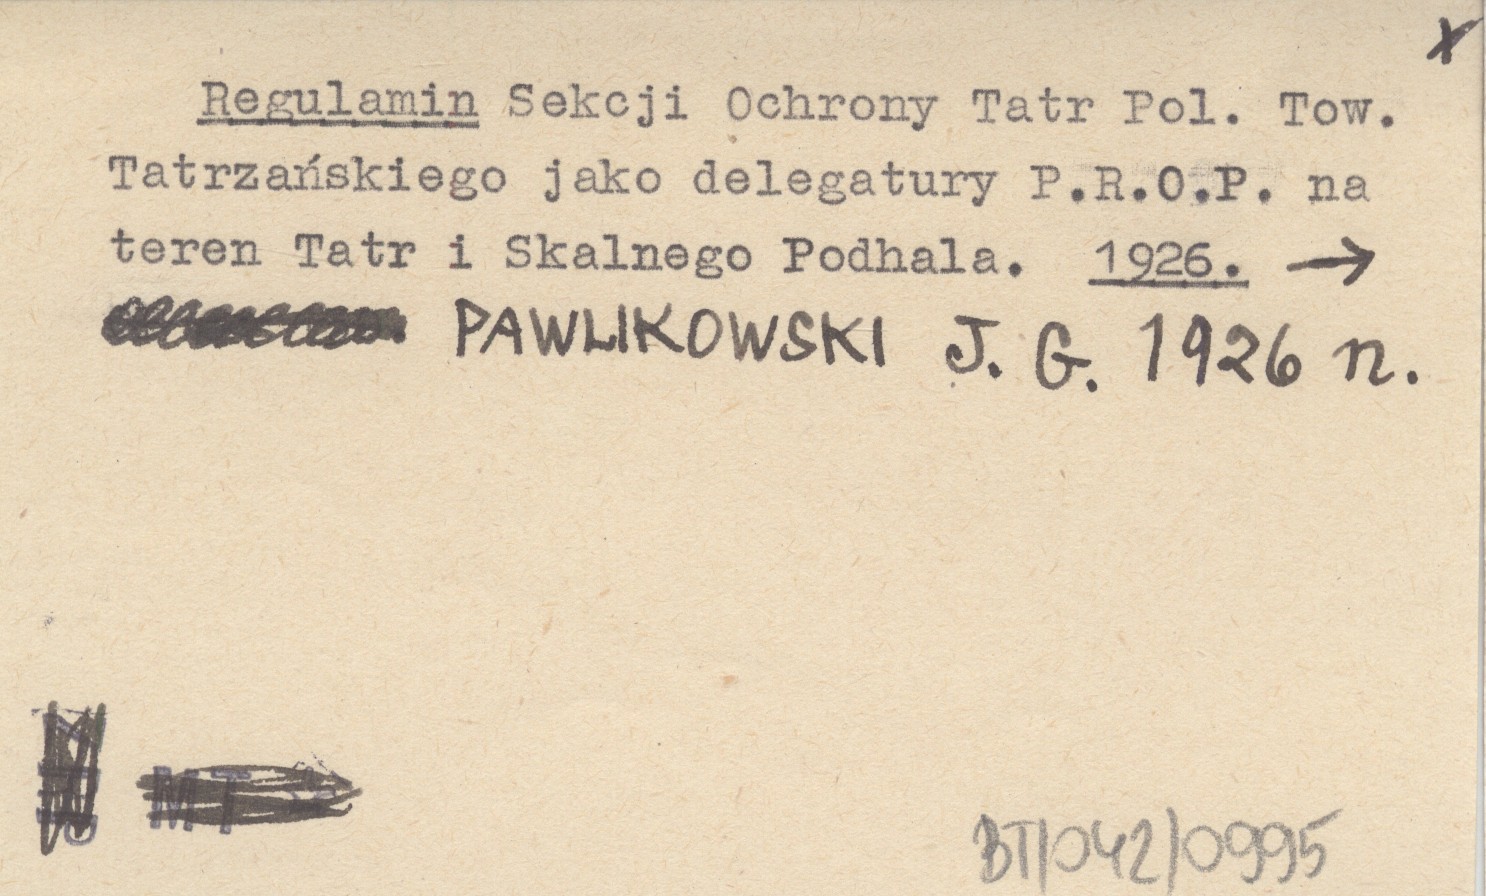 x
Regulamin Sekcji Ochrony Tatr Pol. Tow.
Tatrzańskiego jako delegatury P.R.O.P. na
teren Tatr i Skalnego Podhala. 1926. →
PAWLIKOWSKI J. G. 1926 n.
MT
BT/042/0995